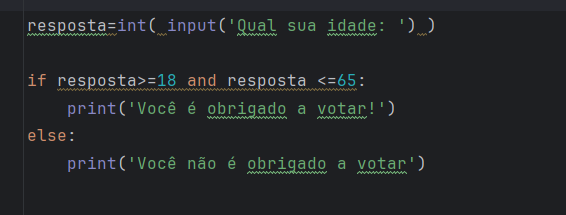 resposta=int( input('Qual sua idade: ') )
if resposta>=18 and resposta <=65:
print('Você é obrigado a votar!')
else:
print('Você não é obrigado a votar')